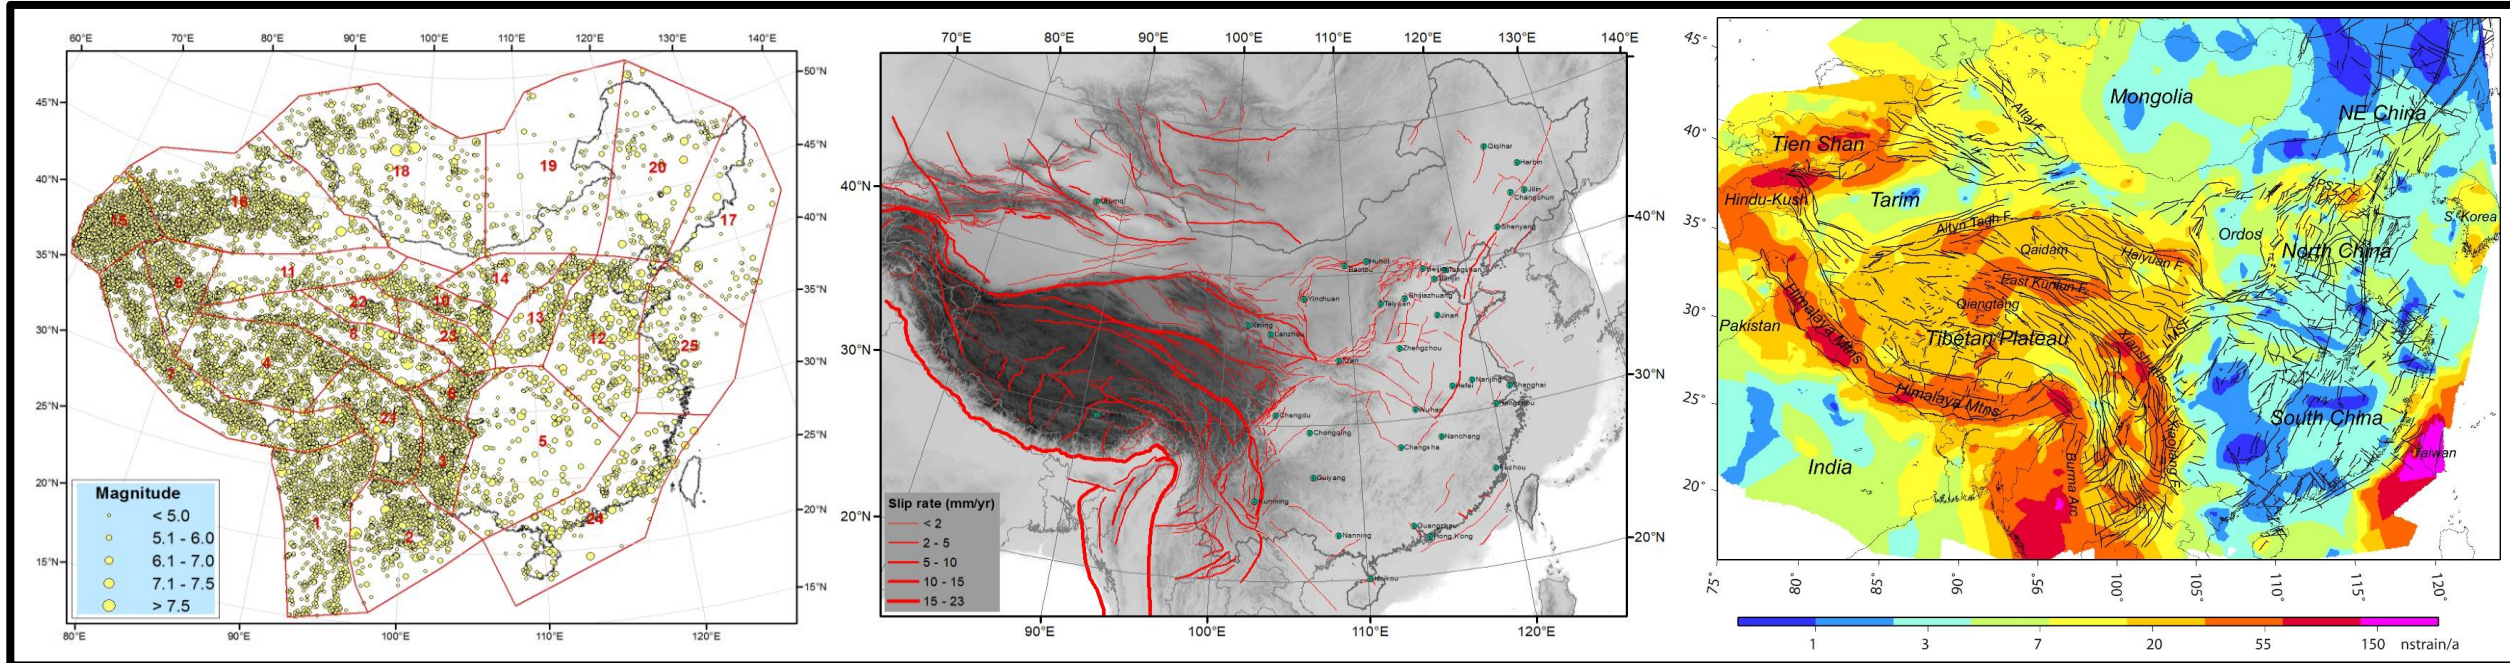 60°E 70°E 80°E 90°E 100°E 110°E 120°E 130°E 140°E
50°N
45°N
45°N
40°N
40°N
35°N
35°N
30°N
30°N
25°N
25°N
20°N
20°N
15°N
15°N
80°E 90°E 100°E 110°E 120°E
15
16
18
19
20
17
9
11
22
10
14
13
12
25
7
4
8
23
6
21
3
5
1
2
24
Magnitude
< 5.0
5.1 - 6.0
6.1 - 7.0
7.1 - 7.5
> 7.5
70°E 80°E 90°E 100°E 110°E 120°E 130°E 140°E
40°N
40°N
30°N
30°N
20°N
20°N
90°E 100°E 110°E 120°E
Qiqihar
Harbin
Jilin
Changchun
Shenyang
Huhot
Baotou
Tangshan
Tianjin
Yinchuan
Shijiazhuang
Taiyuan
Jinan
Xining
Lanzhou
Zhengzhou
Xian
Nanjing
Hefei
Shanghai
Hangzhou
Wuhan
Chengdu
Chongqing
Nanchang
Changsha
Fuzhou
Guiyang
Kunming
Guangzhou
Nanning
Hong Kong
Haikou
Slip rate (mm/yr)
< 2
2 - 5
5 - 10
10 - 15
15 - 23
45°
40°
35°
30°
25°
20°
75 80° 85° 90° 95° 100° 105° 110° 115° 120°
Mongolia
NE China
Altai F.
Tien Shan
Hindu-Kush
Tarim
S. Korea
Altyn Tagh F.
Ordos
Qaidam
Haiyuan F.
North China
East Kunlun F.
Qiangtang
Himalaya Mtns
Pakistan
Tibetan Plateau
LMSF
Xianshuihe
Himalaya Mtns
South China
Xiaojiang F.
Burma Arc
India
Taiwan
1 3 7 20 55 150 nstrain/a